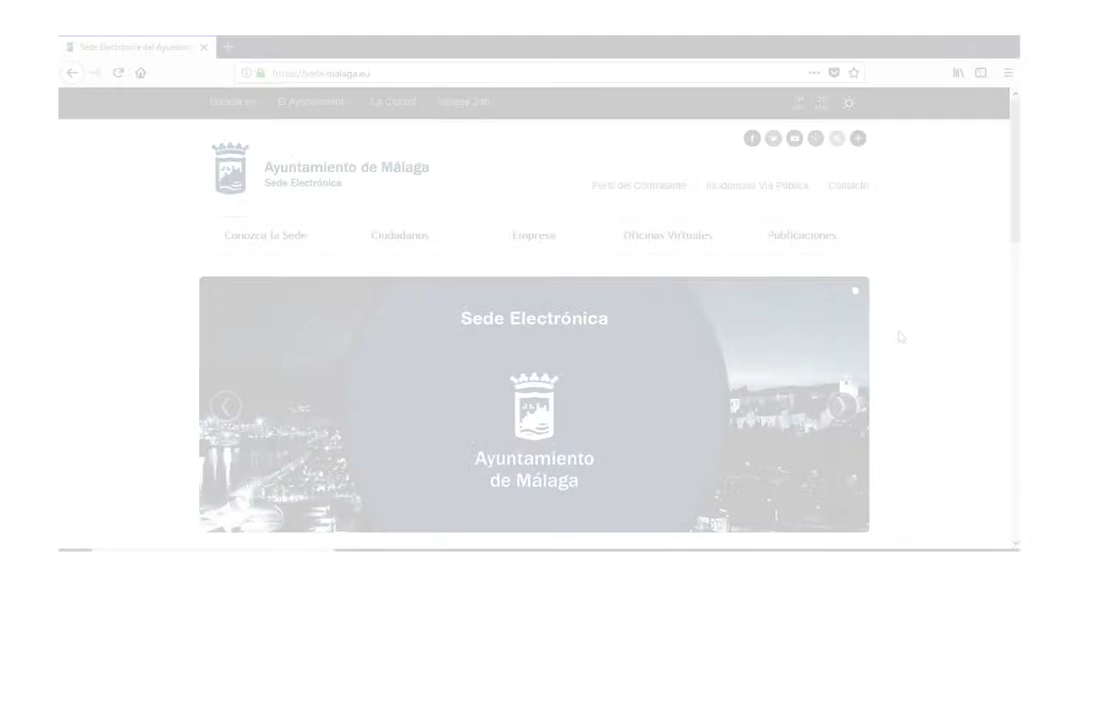 Sede Electrónica del Ayuntam
https://sede.malaga.eu
El Ayuntamiento La Ciudad Málaga 24h
Ayuntamiento de Málaga
Sede Electrónica
Perfil del Contratante Incidencias Vía Pública Contacto
Conozca la Sede Ciudadanos Empresa Oficinas Virtuales Publicaciones
Sede Electrónica
Ayuntamiento
de Málaga